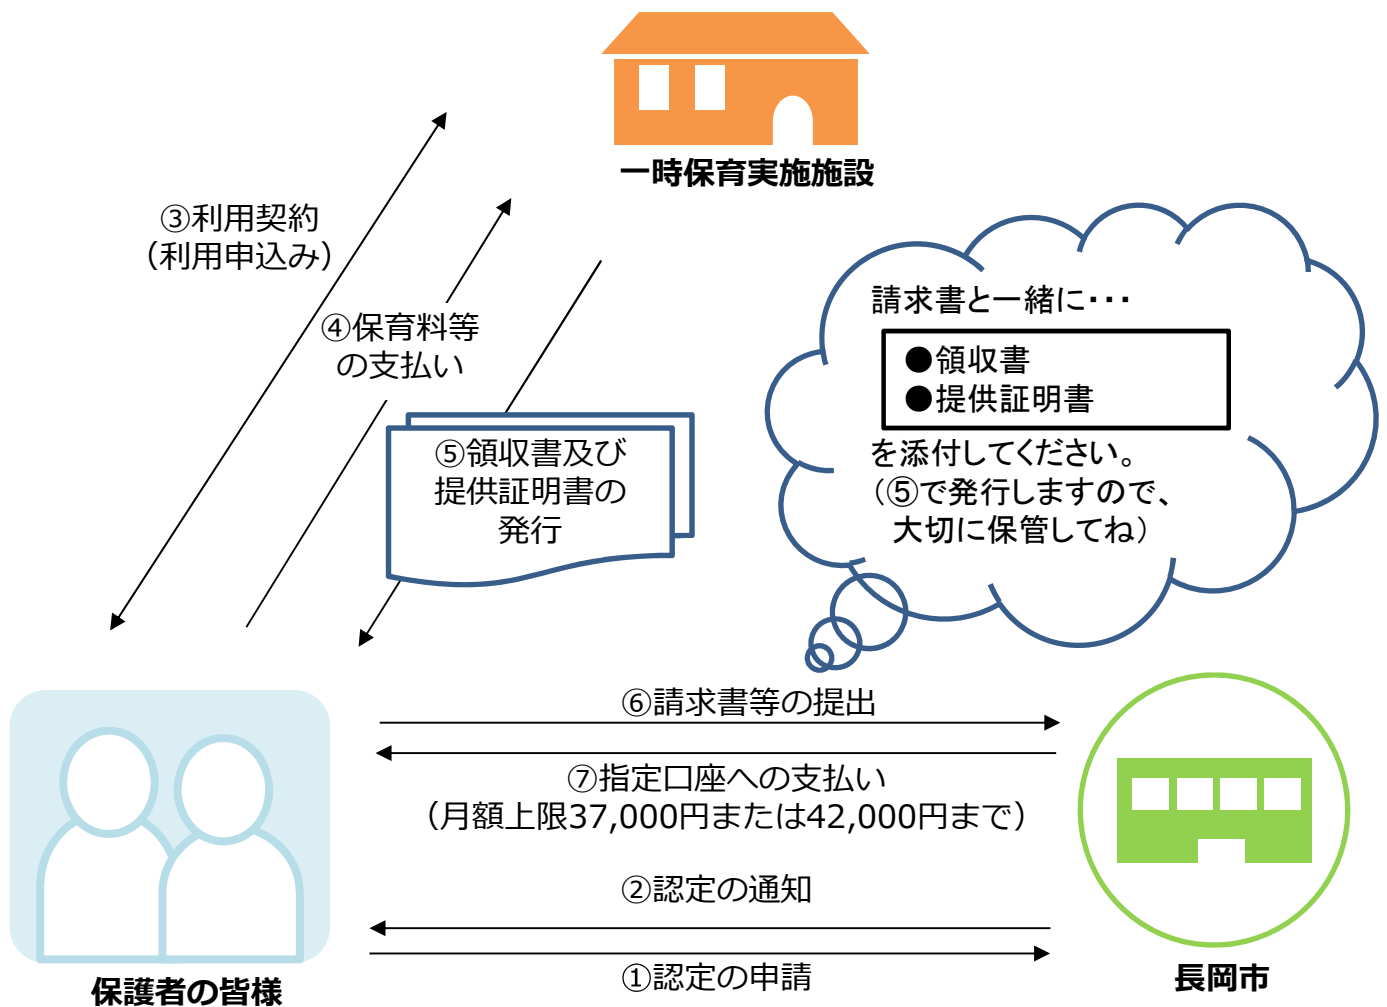 一時保育実施施設
③利用契約
（利用申込み）
④保育料等
の支払い
⑤領収書及び
提供証明書の
発行
請求書と一緒に・・・
●領収書
●提供証明書
を添付してください。
（⑤で発行しますので、
大切に保管してね）
⑥請求書等の提出
⑦指定口座への支払い
（月額上限37,000円または42,000円まで）
②認定の通知
①認定の申請
保護者の皆様
長岡市